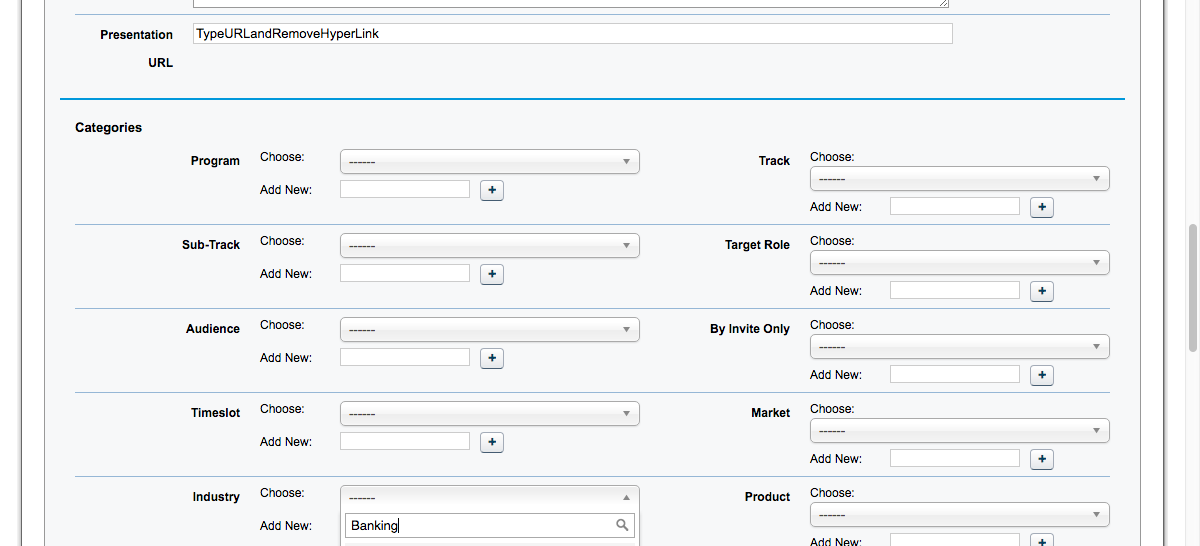 Presentation URL
TypeURLandRemoveHyperLink
Categories
Program Choose: ------ Track Choose:
------
Add New: + Add New: +
Sub-Track Choose: ------ Target Role Choose:
------
Add New: + Add New: +
Audience Choose: ------ By Invite Only Choose:
------
Add New: + Add New: +
Timeslot Choose: ------ Market Choose:
------
Add New: + Add New: +
Industry Choose: ------ Product Choose:
------
Add New: Banking Add New: +